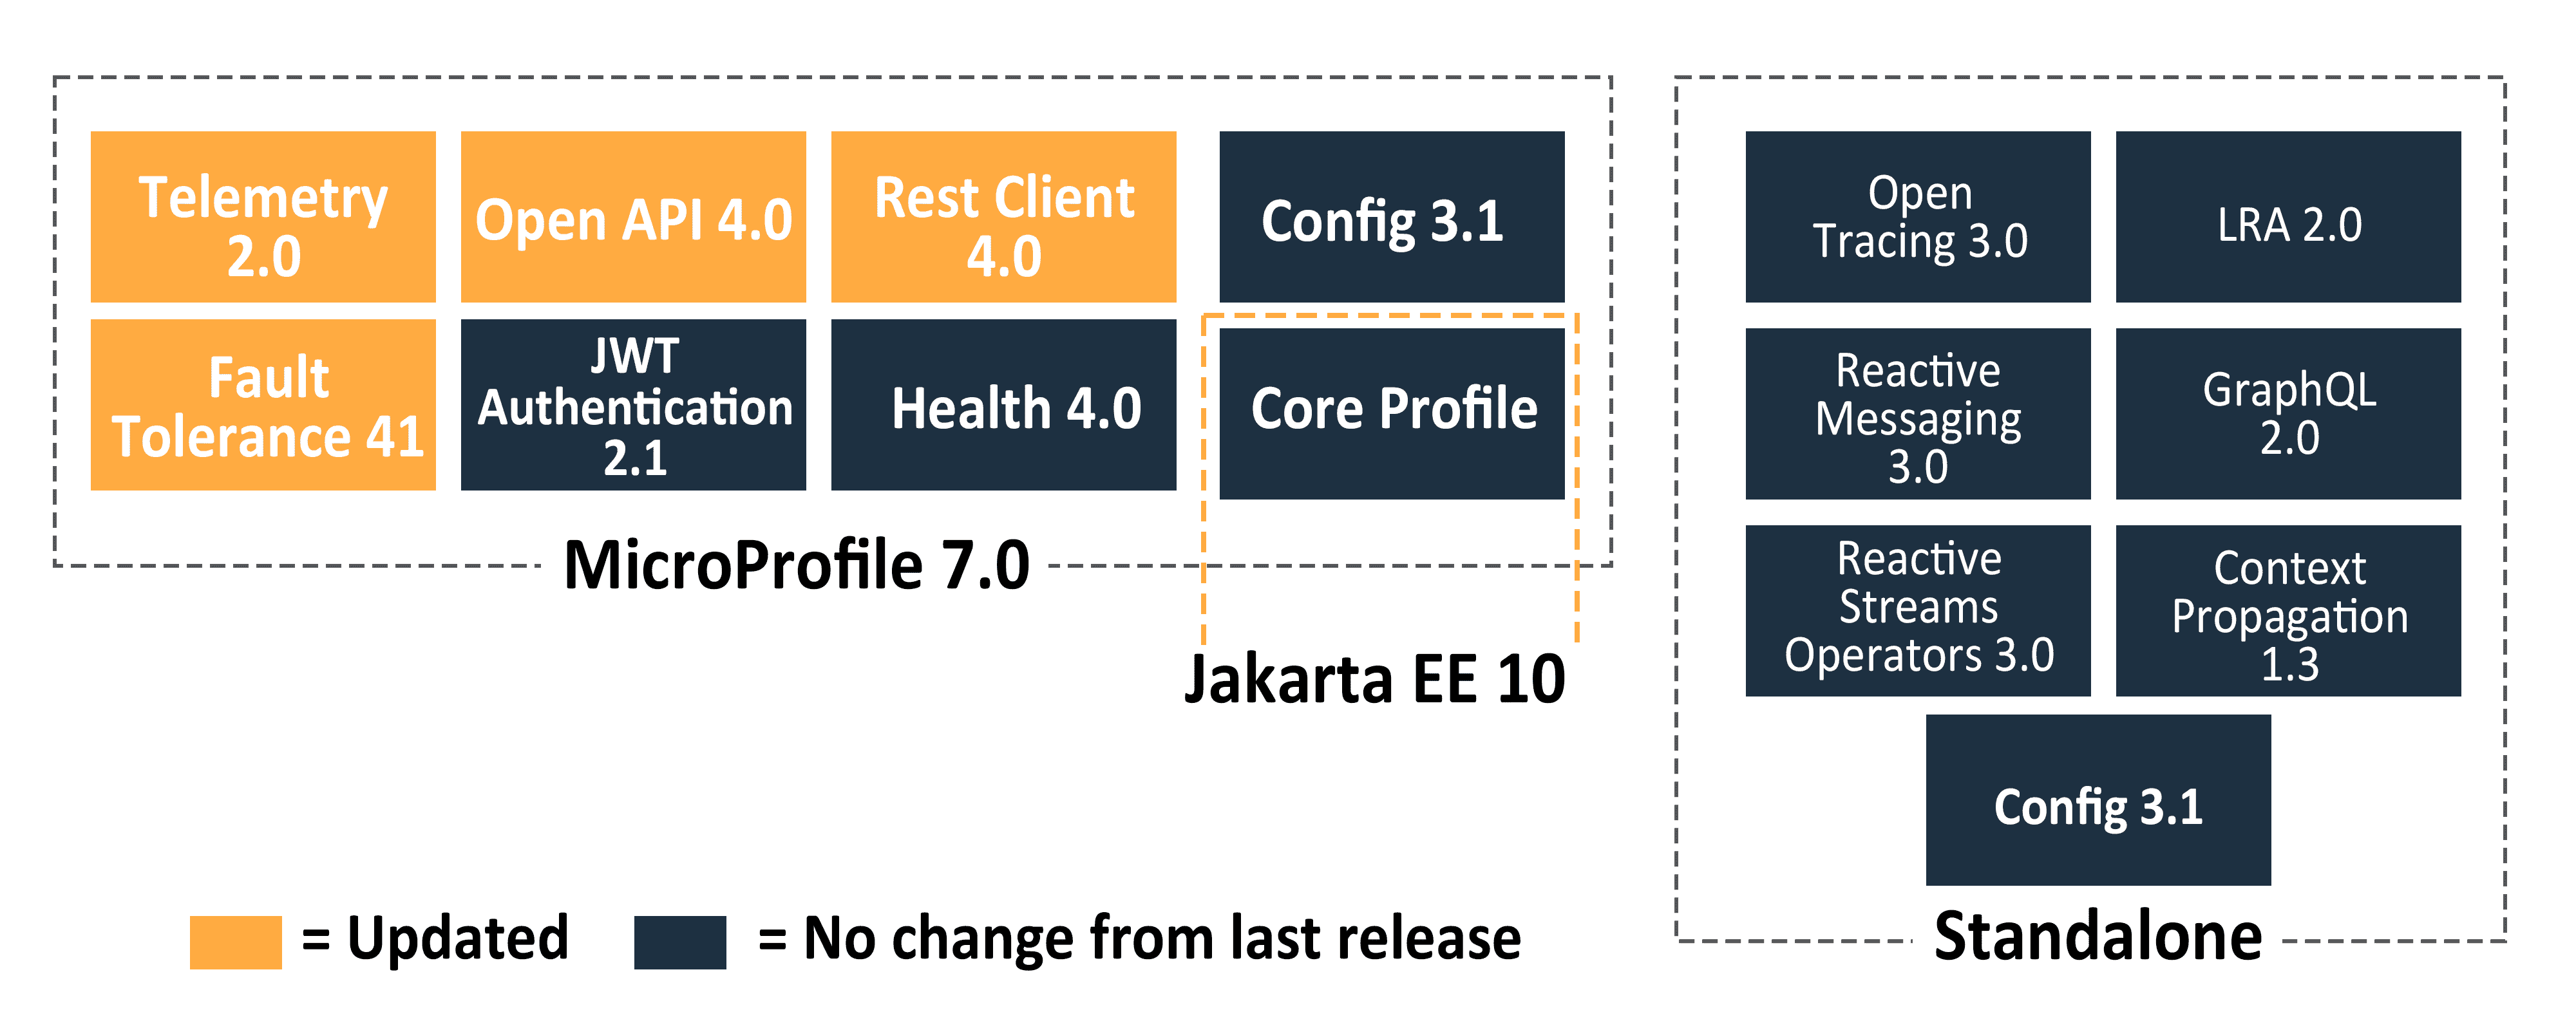 Telemetry
2.0
Open API 4.0
Rest Client
4.0
Config 3.1
Fault
Tolerance 41
JWT
Authentication
2.1
Health 4.0
Core Profile
MicroProfile 7.0
Jakarta EE 10
Open
Tracing 3.0
LRA 2.0
Reactive
Messaging
3.0
GraphQL
2.0
Reactive
Streams
Operators 3.0
Context
Propagation
1.3
Config 3.1
Standalone
= Updated
= No change from last release